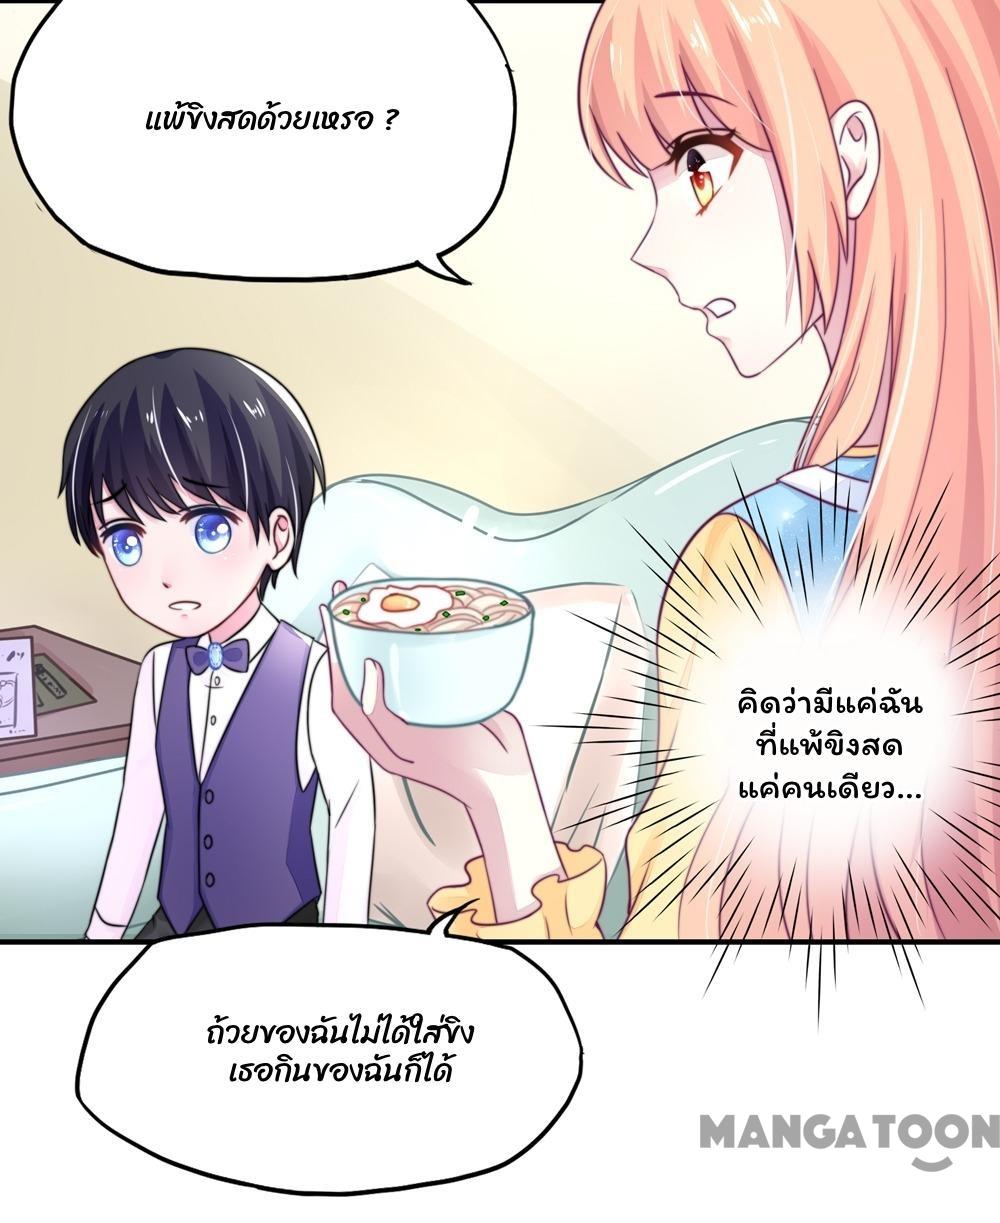 แพ้ขิงสดด้วยเหรอ ?
คิดว่ามีแค่ฉัน
ที่แพ้ขิงสด
แค่คนเดียว...
ถ้วยของฉันไม่ได้ใส่ขิง
เธอกินของฉันก็ได้
MANGATOON